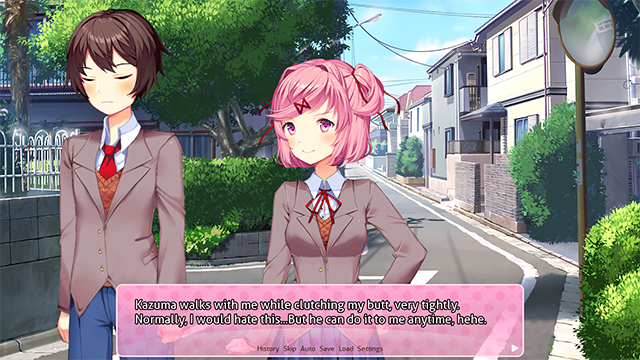 Kazuma walks with me while clutching my butt, very tightly.
Normally, I would hate this...But he can do it to me anytime, hehe.
History Skip Auto Save Load Settings